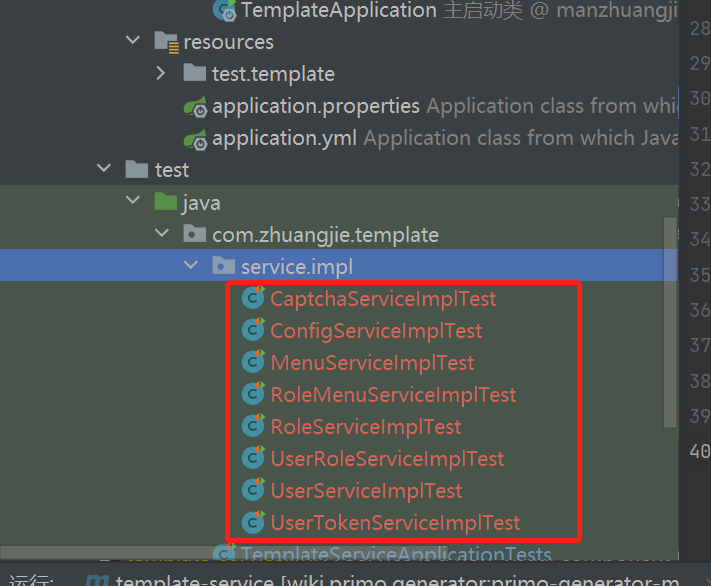 TemplateApplication 主启动类 @ manzhuangji
28
resources
29
test.template
30
application.properties Application class from whi
31
application.yml Application class from which Java
32
test
33
java
34
com.zhuangjie.template
35
service.impl
36
CaptchaServiceImplTest
37
ConfigServiceImplTest
38
MenuServiceImplTest
39
RoleMenuServiceImplTest
40
RoleServiceImplTest
UserRoleServiceImplTest
UserServiceImplTest
UserTokenServiceImplTest
TemplateServiceApplicationTests
运行: m template-service [wiki.primo.generator:primo-generator-m